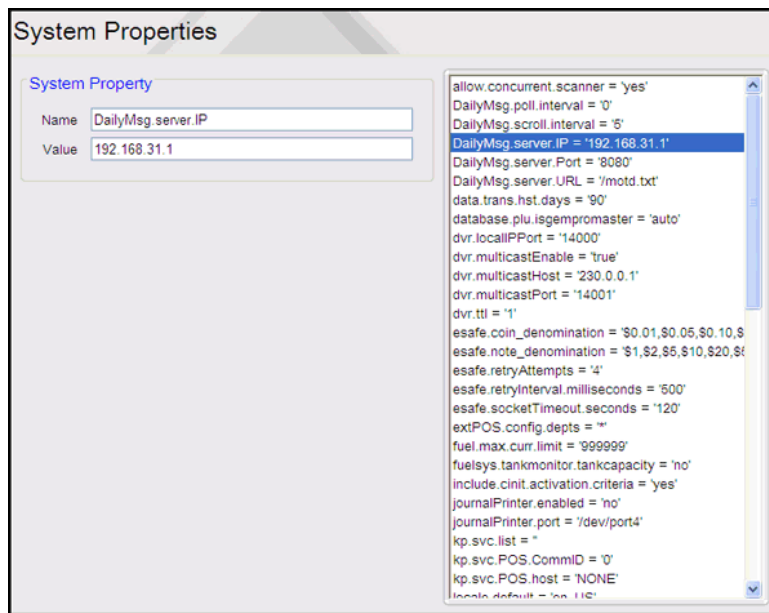 System Properties
System Property
Name DailyMsg.server.IP
Value 192.168.31.1
allow.concurrent.scanner = 'yes'
DailyMsg.poll.interval = '0'
DailyMsg.scroll.interval = '5'
DailyMsg.server.IP = '192.168.31.1'
DailyMsg.server.Port = '8080'
DailyMsg.server.URL = '/motd.txt'
data.trans.hst.days = '90'
database.plu.isgempromaster = 'auto'
dvr.localIPPort = '14000'
dvr.multicastEnable = 'true'
dvr.multicastHost = '230.0.0.1'
dvr.multicastPort = '14001'
dvr.ttl = '1'
esafe.coin_denomination = '$0.01,$0.05,$0.10,$
esafe.note_denomination = '$1,$2,$5,$10,$20,$5
esafe.retryAttempts = '4'
esafe.retryInterval.milliseconds = '500'
esafe.socketTimeout.seconds = '120'
extPOS.config.depts = '*'
fuel.max.curr.limit = '999999'
fuelsys.tankmonitor.tankcapacity = 'no'
include.cinit.activation.criteria = 'yes'
journalPrinter.enabled = 'no'
journalPrinter.port = '/dev/port4'
kp.svc.list = ''
kp.svc.POS.CommID = '0'
kp.svc.POS.host = 'NONE'
locale.default = 'en_US'